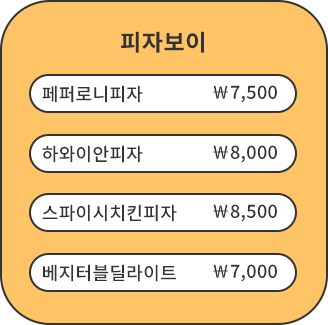 피자보이
페퍼로니피자 ₩7,500
하와이안피자 ₩8,000
스파이시치킨피자 ₩8,500
베지터블딜라이트 ₩7,000